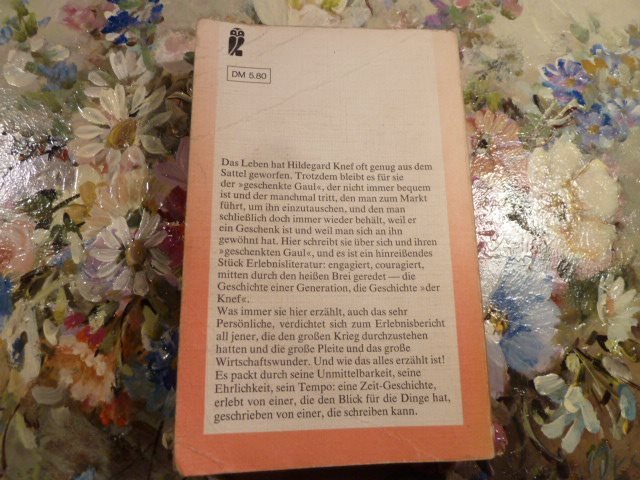 DM 5.80
Das Leben hat Hildegard Knef oft genug aus dem
Sattel geworfen. Trotzdem bleibt es für sie
der »geschenkte Gaul«, der nicht immer bequem
ist und der manchmal tritt, den man zum Markt
führt, um ihn einzutauschen, und den man
schließlich doch immer wieder behält, weil er
ein Geschenk ist und weil man sich an ihn
gewöhnt hat. Hier schreibt sie über sich und ihren
»geschenkten Gaul«, und es ist ein hinreißendes
Stück Erlebnisliteratur: engagiert, couragiert,
mitten durch den heißen Brei geredet — die
Geschichte einer Generation, die Geschichte »der
Knef«.
Was immer sie hier erzählt, auch das sehr
Persönliche, verdichtet sich zum Erlebnisbericht
all jener, die den großen Krieg durchzustehen
hatten und die große Pleite und das große
Wirtschaftswunder. Und wie das alles erzählt ist!
Es packt durch seine Unmittelbarkeit, seine
Ehrlichkeit, sein Tempo: eine Zeit-Geschichte,
erlebt von einer, die den Blick für die Dinge hat,
geschrieben von einer, die schreiben kann.